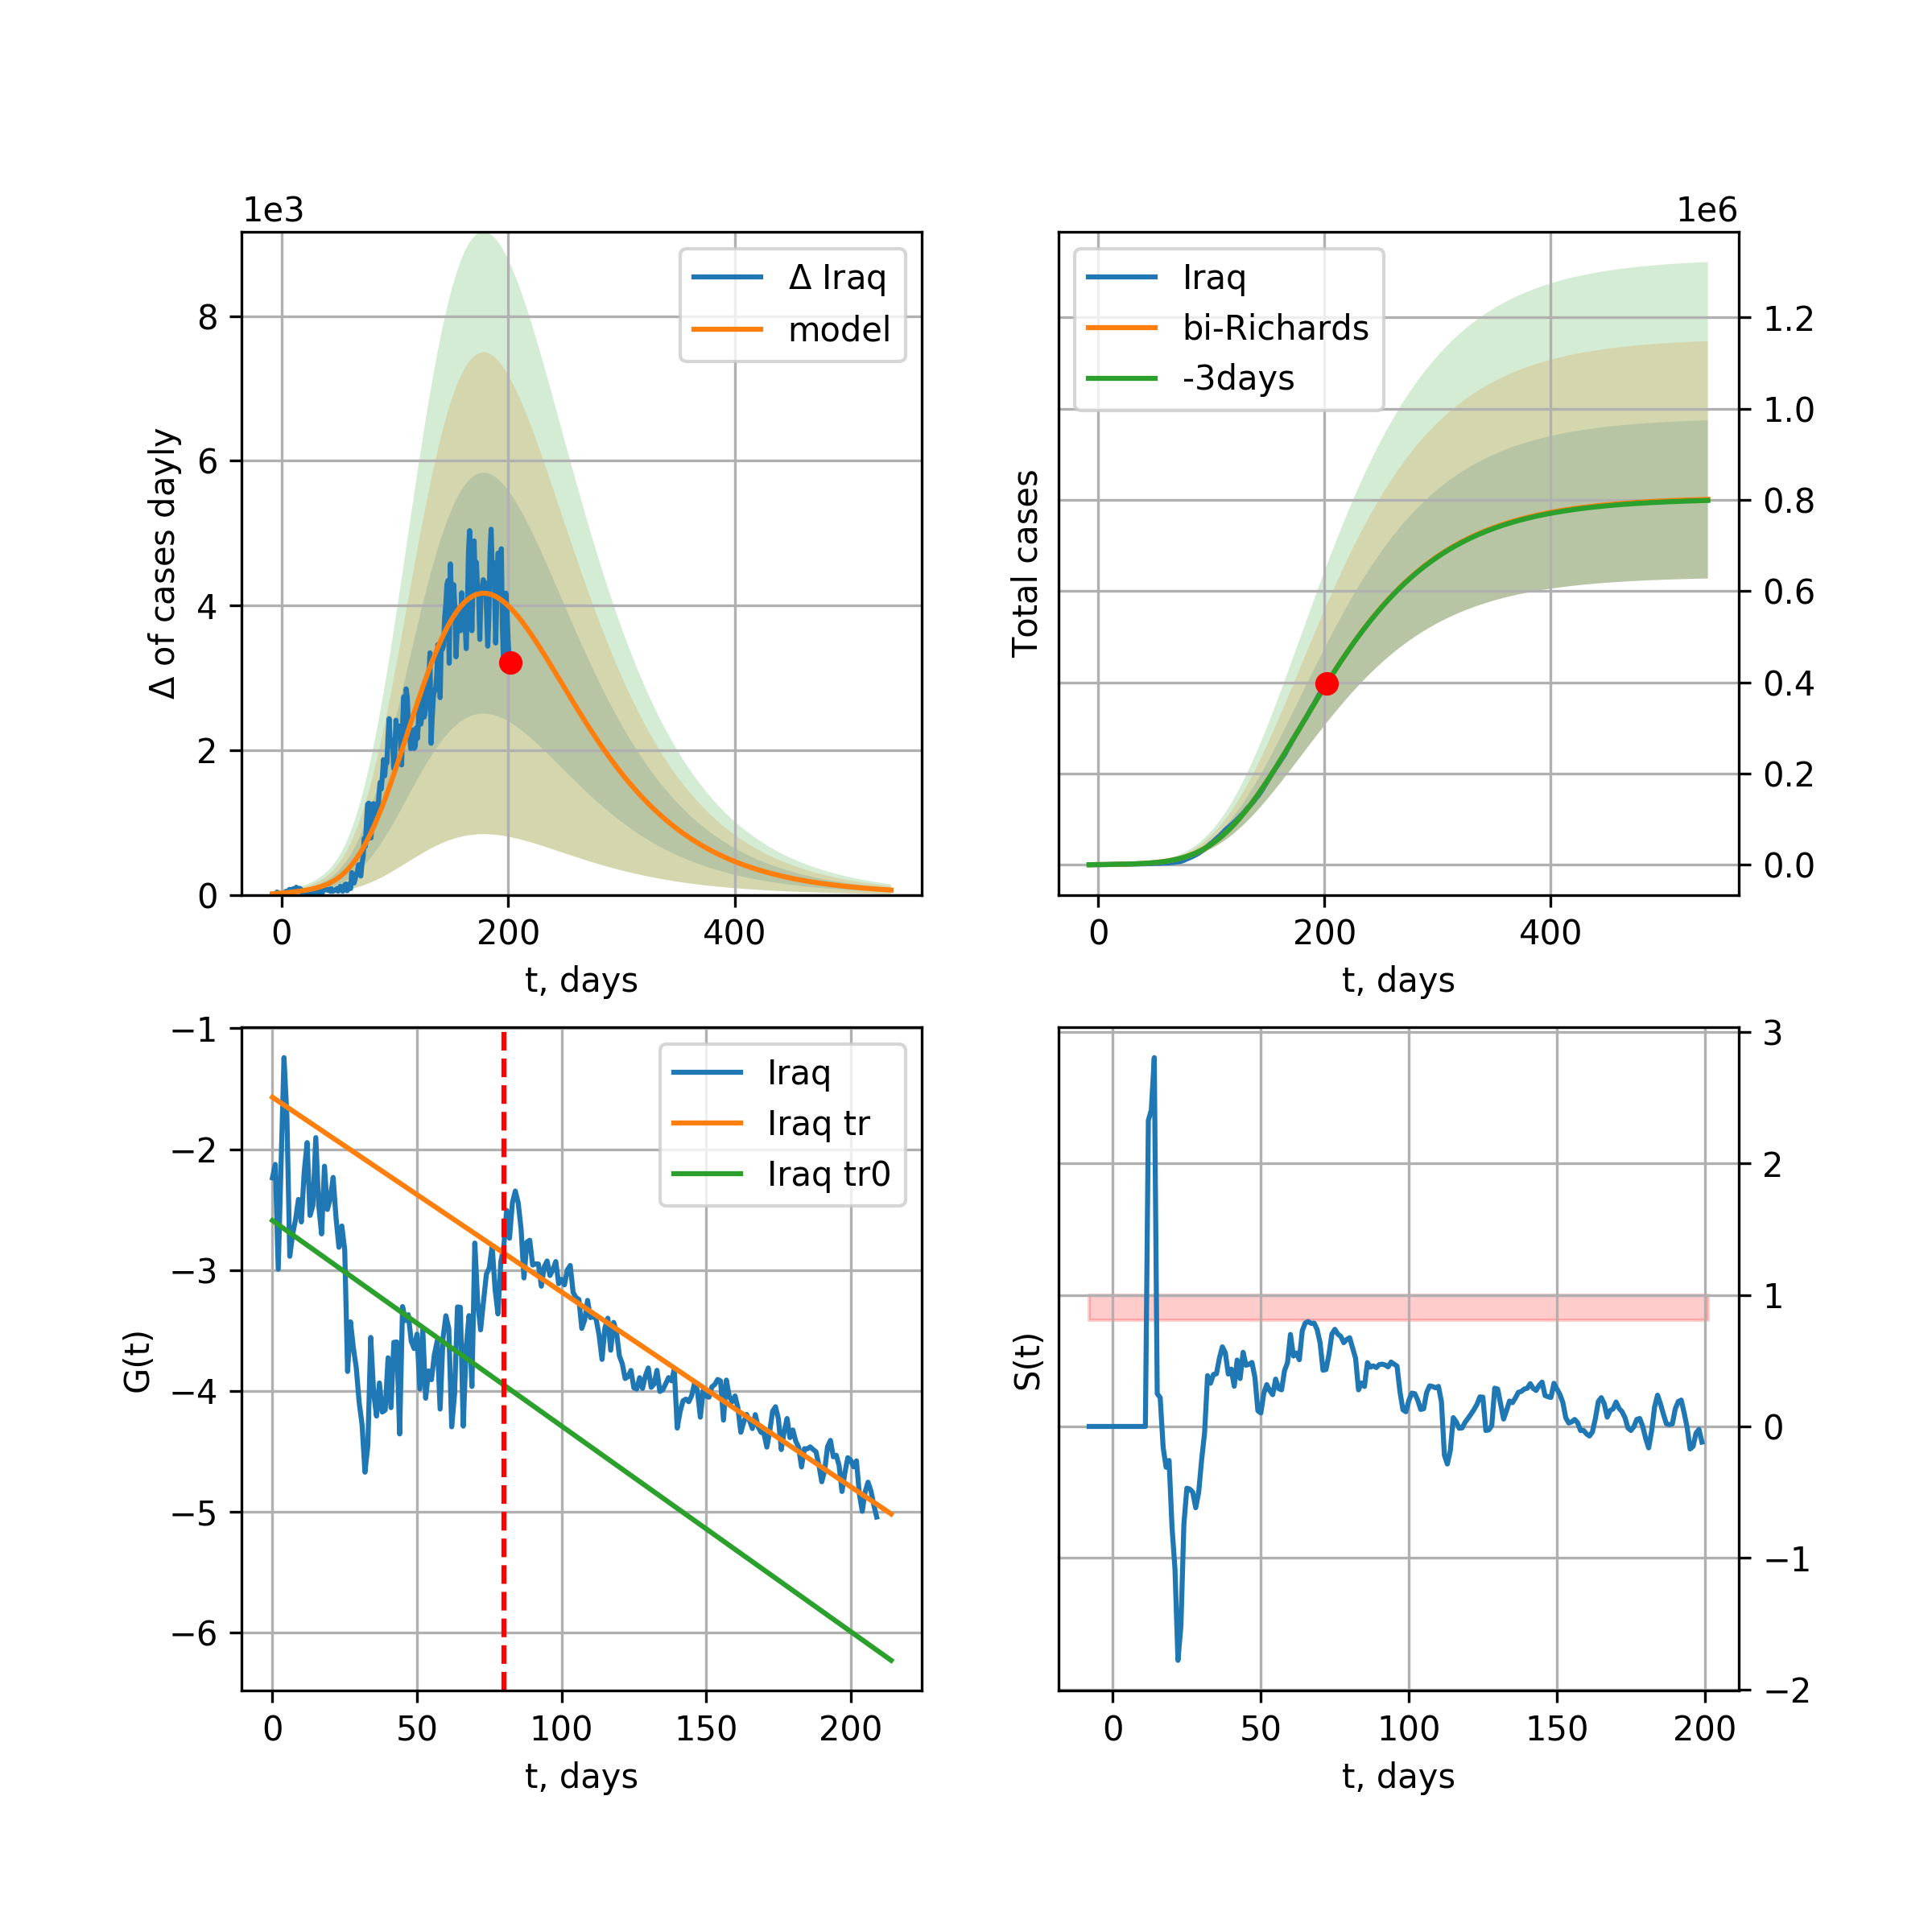 1e3
8
6
4
2
0
Δ of cases dayly
Δ Iraq
model
0 200 400
t, days
1e6
Iraq
bi-Richards
-3days
Total cases
1.2
1.0
0.8
0.6
0.4
0.2
0.0
0 200 400
t, days
−1
−2
−3
−4
−5
−6
G(t)
Iraq
Iraq tr
Iraq tr0
0 50 100 150 200
t, days
S(t)
3
2
1
0
−1
−2
0 50 100 150 200
t, days